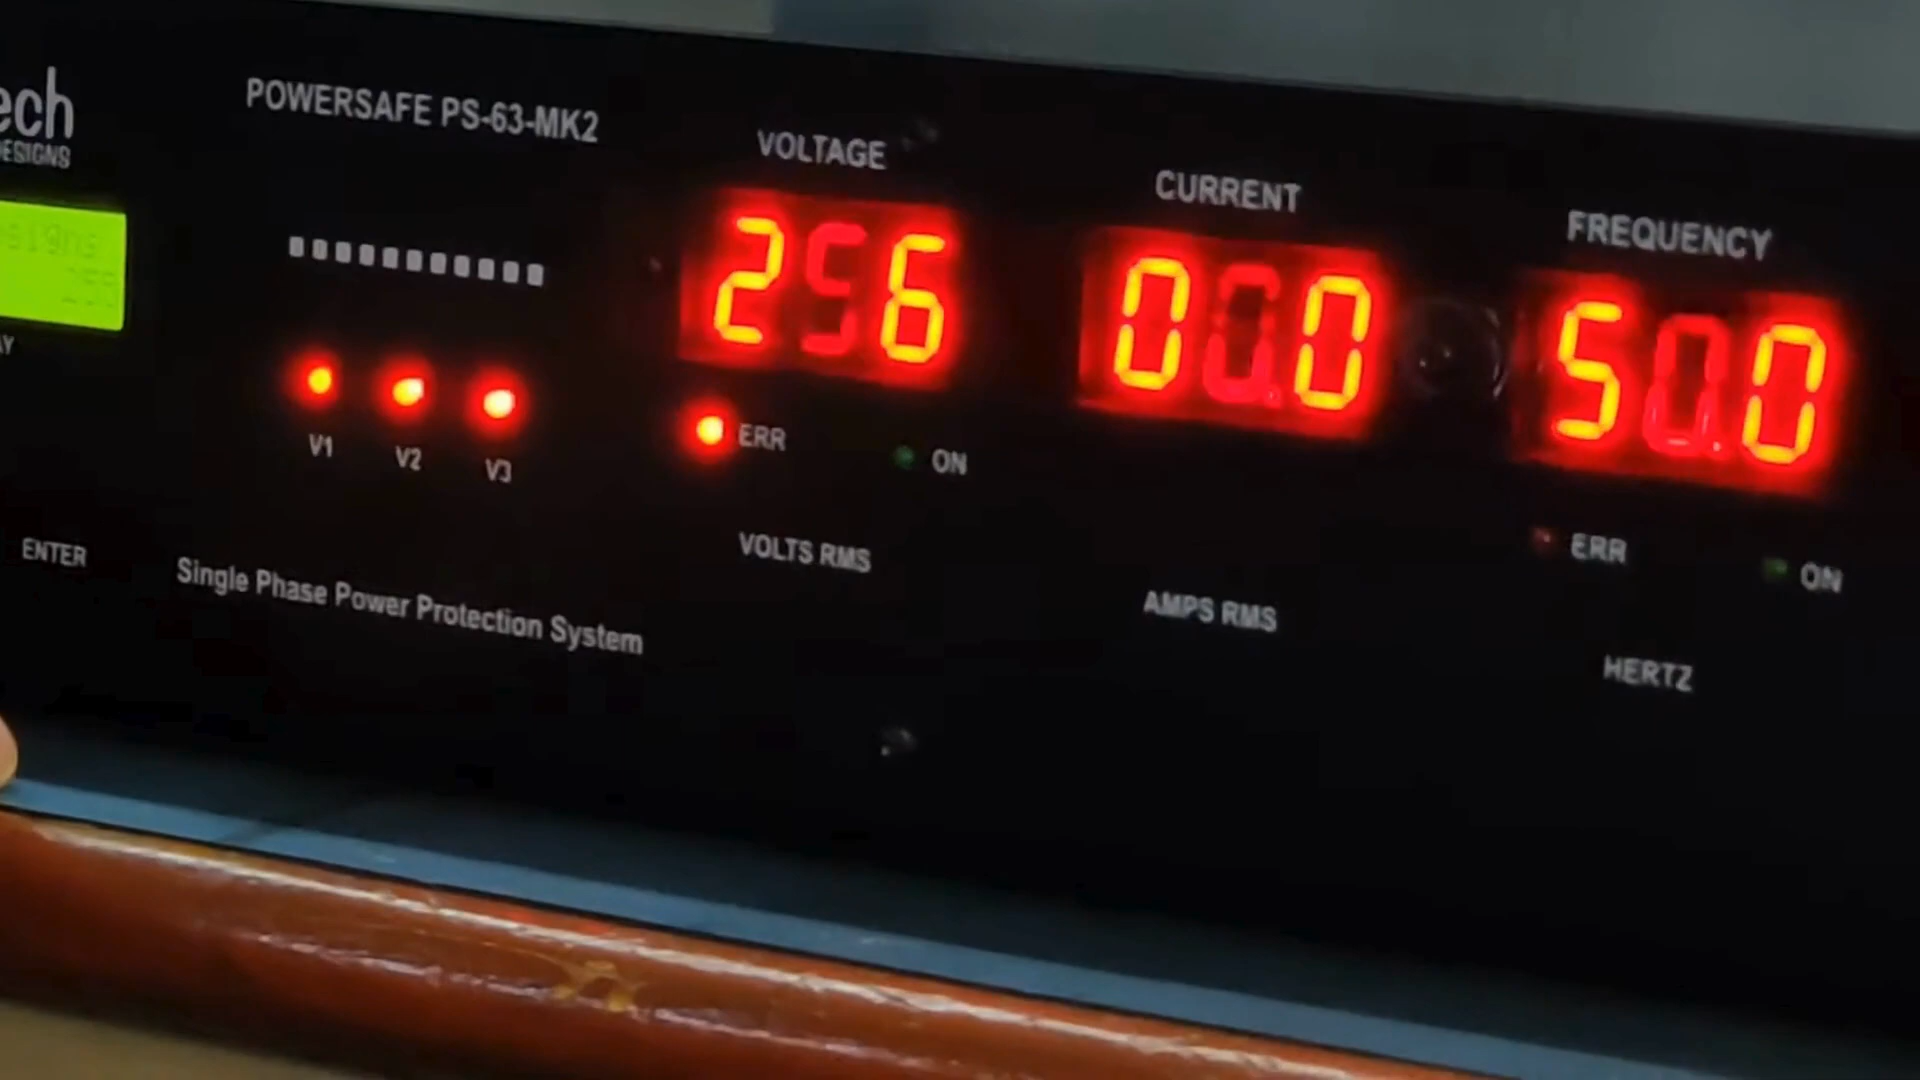 ech
ESIGNS
POWERSAFE PS-63-MK2
VOLTAGE
CURRENT
FREQUENCY
256
00.0
50.0
V1
V2
V3
ERR
ON
ERR
ON
ENTER
VOLTS RMS
AMPS RMS
HERTZ
Single Phase Power Protection System